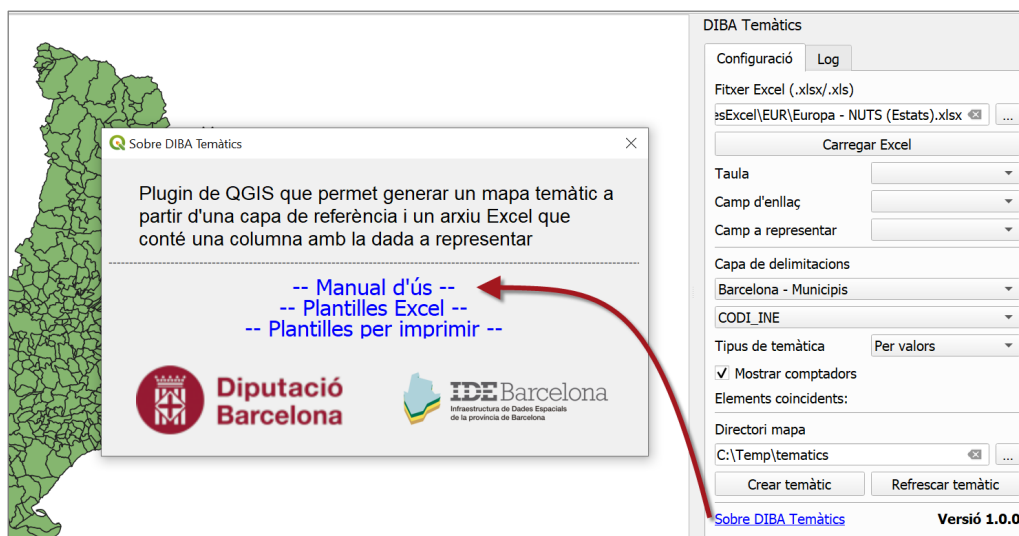 DIBA Temàtics
Configuració Log
Fitxer Excel (.xlsx/.xls)
esExcel\EUR\Europa - NUTS (Estats).xlsx ...
Carregar Excel
Taula
Camp d'enllaç
Camp a representar
Capa de delimitacions
Barcelona - Municipis
CODI_INE
Tipus de temàtica Per valors
Mostrar comptadors
Elements coincidents:
Directori mapa
C:\Temp\tematics ...
Crear temàtic Refrescar temàtic
Sobre DIBA Temàtics Versió 1.0.0
Sobre DIBA Temàtics
Plugin de QGIS que permet generar un mapa temàtic a
partir d'una capa de referència i un arxiu Excel que
conté una columna amb la dada a representar
-- Manual d'ús --
-- Plantilles Excel --
-- Plantilles per imprimir --
Diputació
Barcelona
IDE Barcelona
Infraestructura de Dades Espacials
de la província de Barcelona